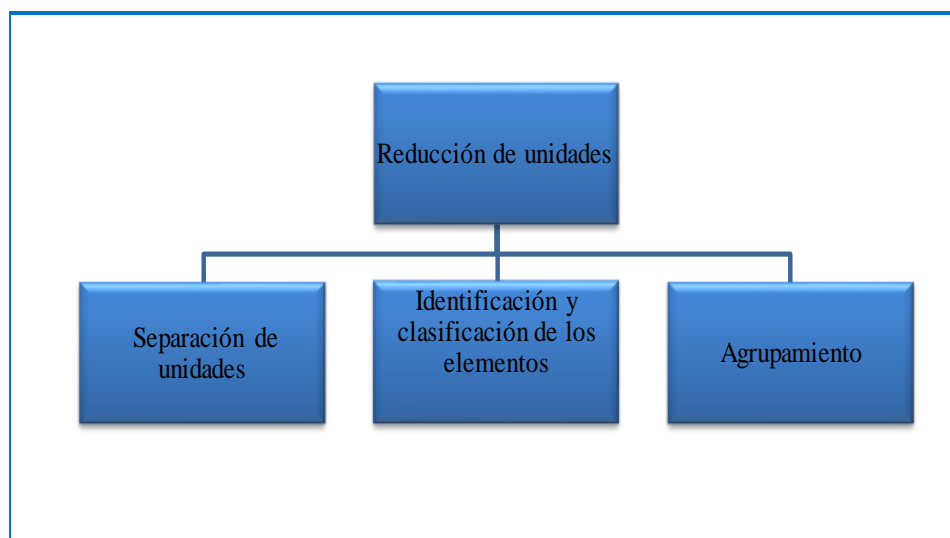 Reducción de unidades
Separación de
unidades
Identificación y
clasificación de los
elementos
Agrupamiento